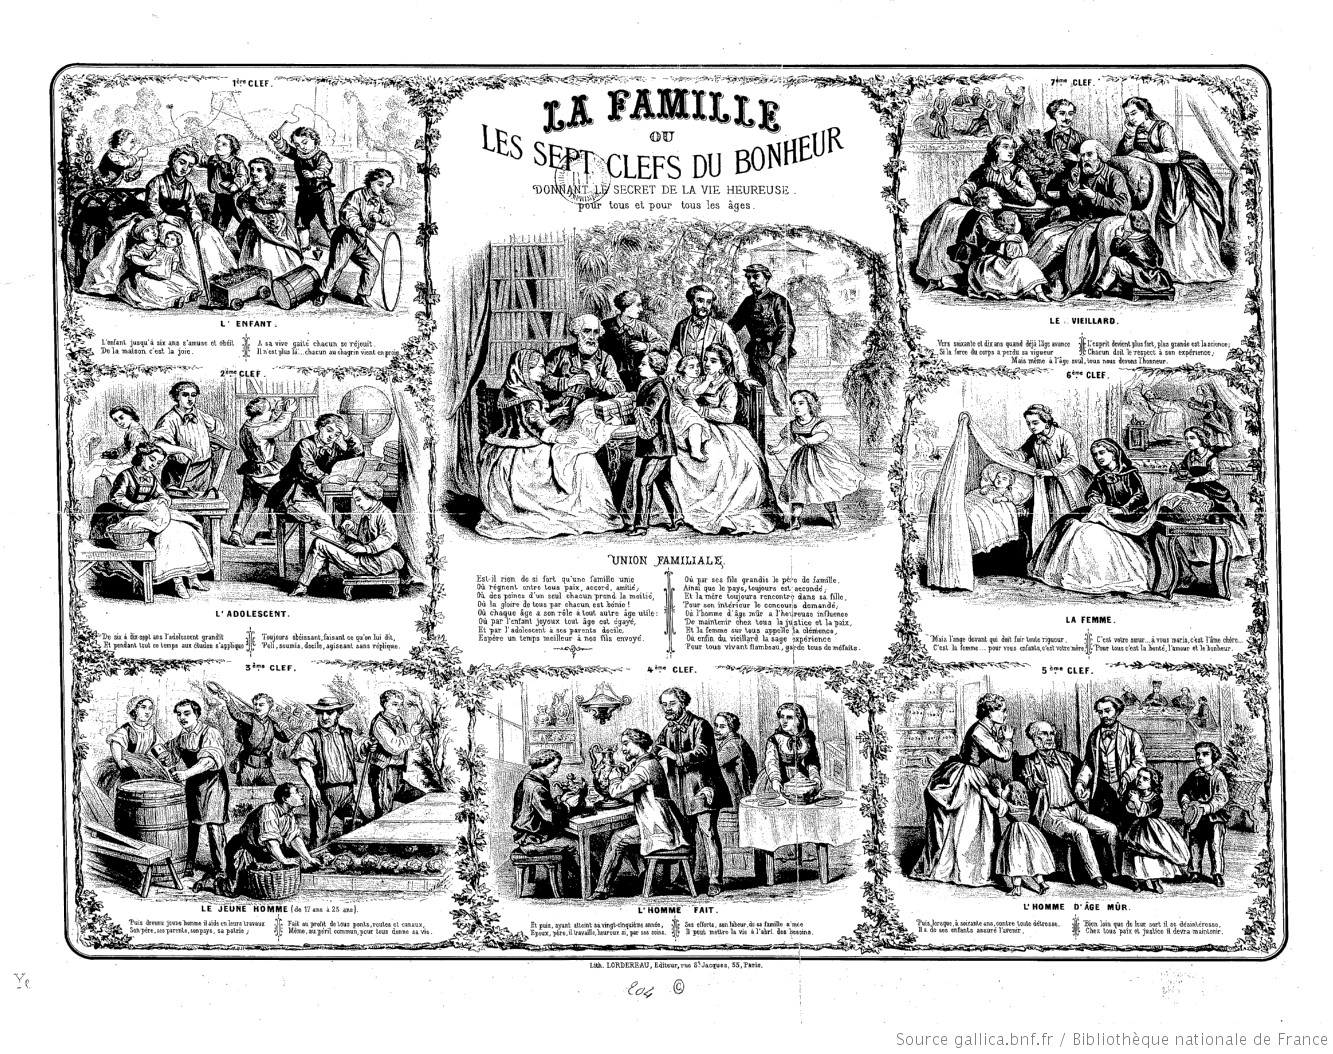 LA FAMILLE
OU
LES SEPT CLEFS DU BONHEUR
DONNANT LE SECRET DE LA VIE HEUREUSE.
pour tous et pour tous les âges.
1ère CLEF.
L'ENFANT.
L'enfant jusqu'à six ans s'amuse et obéit
De la maison c'est la joie.
A sa vive gaité chacun se réjouit.
Il n'est plus là... chacun au chagrin vient en proie
2ème CLEF.
L'ADOLESCENT.
De six à dix-sept ans l'adolescent grandit
Et pendant tout ce temps aux études s'applique
Toujours obéissant, faisant ce qu'on lui dit,
Poli, soumis, docile, agissant sans réplique.
3ème CLEF.
LE JEUNE HOMME (de 17 ans à 25 ans).
Puis devenu jeune homme il aide en leurs travaux
Son père, ses parents, son pays, sa patrie;
Fait au profit de tous ponts, routes et canaux,
Même, au péril commun, pour tous donne sa vie.
UNION FAMILIALE.
Est-il rien de si fort qu'une famille unie
Où règnent entre tous paix, accord, amitié;
Où des peines d'un seul chacun prend la moitié,
Où la gloire de tous par chacun est bénie!
Où chaque âge a son rôle à tout autre âge utile:
Où par l'enfant joyeux tout âge est égayé,
Et par l'adolescent à ses parents docile,
Espère un temps meilleur à nos fils envoyé.
Où par ses fils grandis le père de famille,
Ainsi que le pays, toujours est secondé;
Et la mère toujours rencontre dans sa fille,
Pour son intérieur le concours demandé;
Où l'homme d'âge mûr a l'heureuse influence
De maintenir chez tous la justice et la paix,
Et la femme sur tous appelle la clémence,
Où enfin du vieillard la sage expérience
Pour tous vivant flambeau, garde tous de méfaits.
4ème CLEF.
L'HOMME FAIT.
Et puis, ayant atteint sa vingt-cinquième année,
Epoux, père, il travaille, heureux si, par ses soins,
Ses efforts, son labeur, de sa famille aimée
Il peut mettre la vie à l'abri des besoins.
7ème CLEF.
LE VIEILLARD.
Vers soixante et dix ans quand déjà l'âge avance
Si la force du corps a perdu sa vigueur
L'esprit devient plus fort, plus grande est la science;
Chacun doit le respect à son expérience;
Mais même à l'âge seul, tous nous devons l'honneur.
6ème CLEF.
LA FEMME.
Mais l'ange devant qui doit fuir toute rigueur,
C'est la femme... pour vous enfants, c'est votre mère,
C'est votre sœur... à vous maris, c'est l'âme chère...
Pour tous c'est la bonté, l'amour et le bonheur.
5ème CLEF.
L'HOMME D'ÂGE MÛR.
Puis, lorsque, à soixante ans, contre toute détresse,
Il a de ses enfants assuré l'avenir,
Bien loin que de leur sort il se désintéresse,
Chez tous paix et justice il devra maintenir.
Lith. LORDEREAU, Editeur, rue St Jacques, 55, Paris.
204 ©
Ye
Source gallica.bnf.fr / Bibliothèque nationale de France